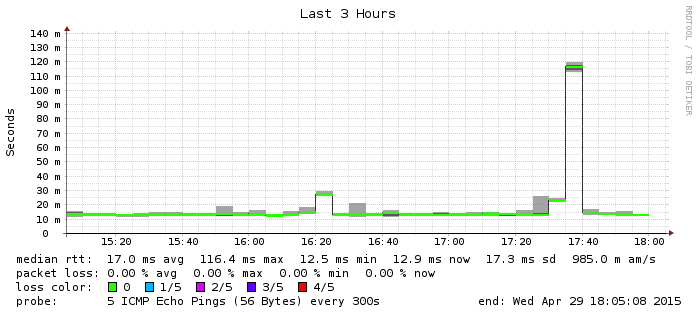 Last 3 Hours
RRDTOOL / TOBI OETIKER
Seconds
140 m
130 m
120 m
110 m
100 m
90 m
80 m
70 m
60 m
50 m
40 m
30 m
20 m
10 m
0
15:20 15:40 16:00 16:20 16:40 17:00 17:20 17:40 18:00
median rtt: 17.0 ms avg 116.4 ms max 12.5 ms min 12.9 ms now 17.3 ms sd 985.0 m am/s
packet loss: 0.00 % avg 0.00 % max 0.00 % min 0.00 % now
loss color: 0 1/5 2/5 3/5 4/5
probe: 5 ICMP Echo Pings (56 Bytes) every 300s end: Wed Apr 29 18:05:08 2015